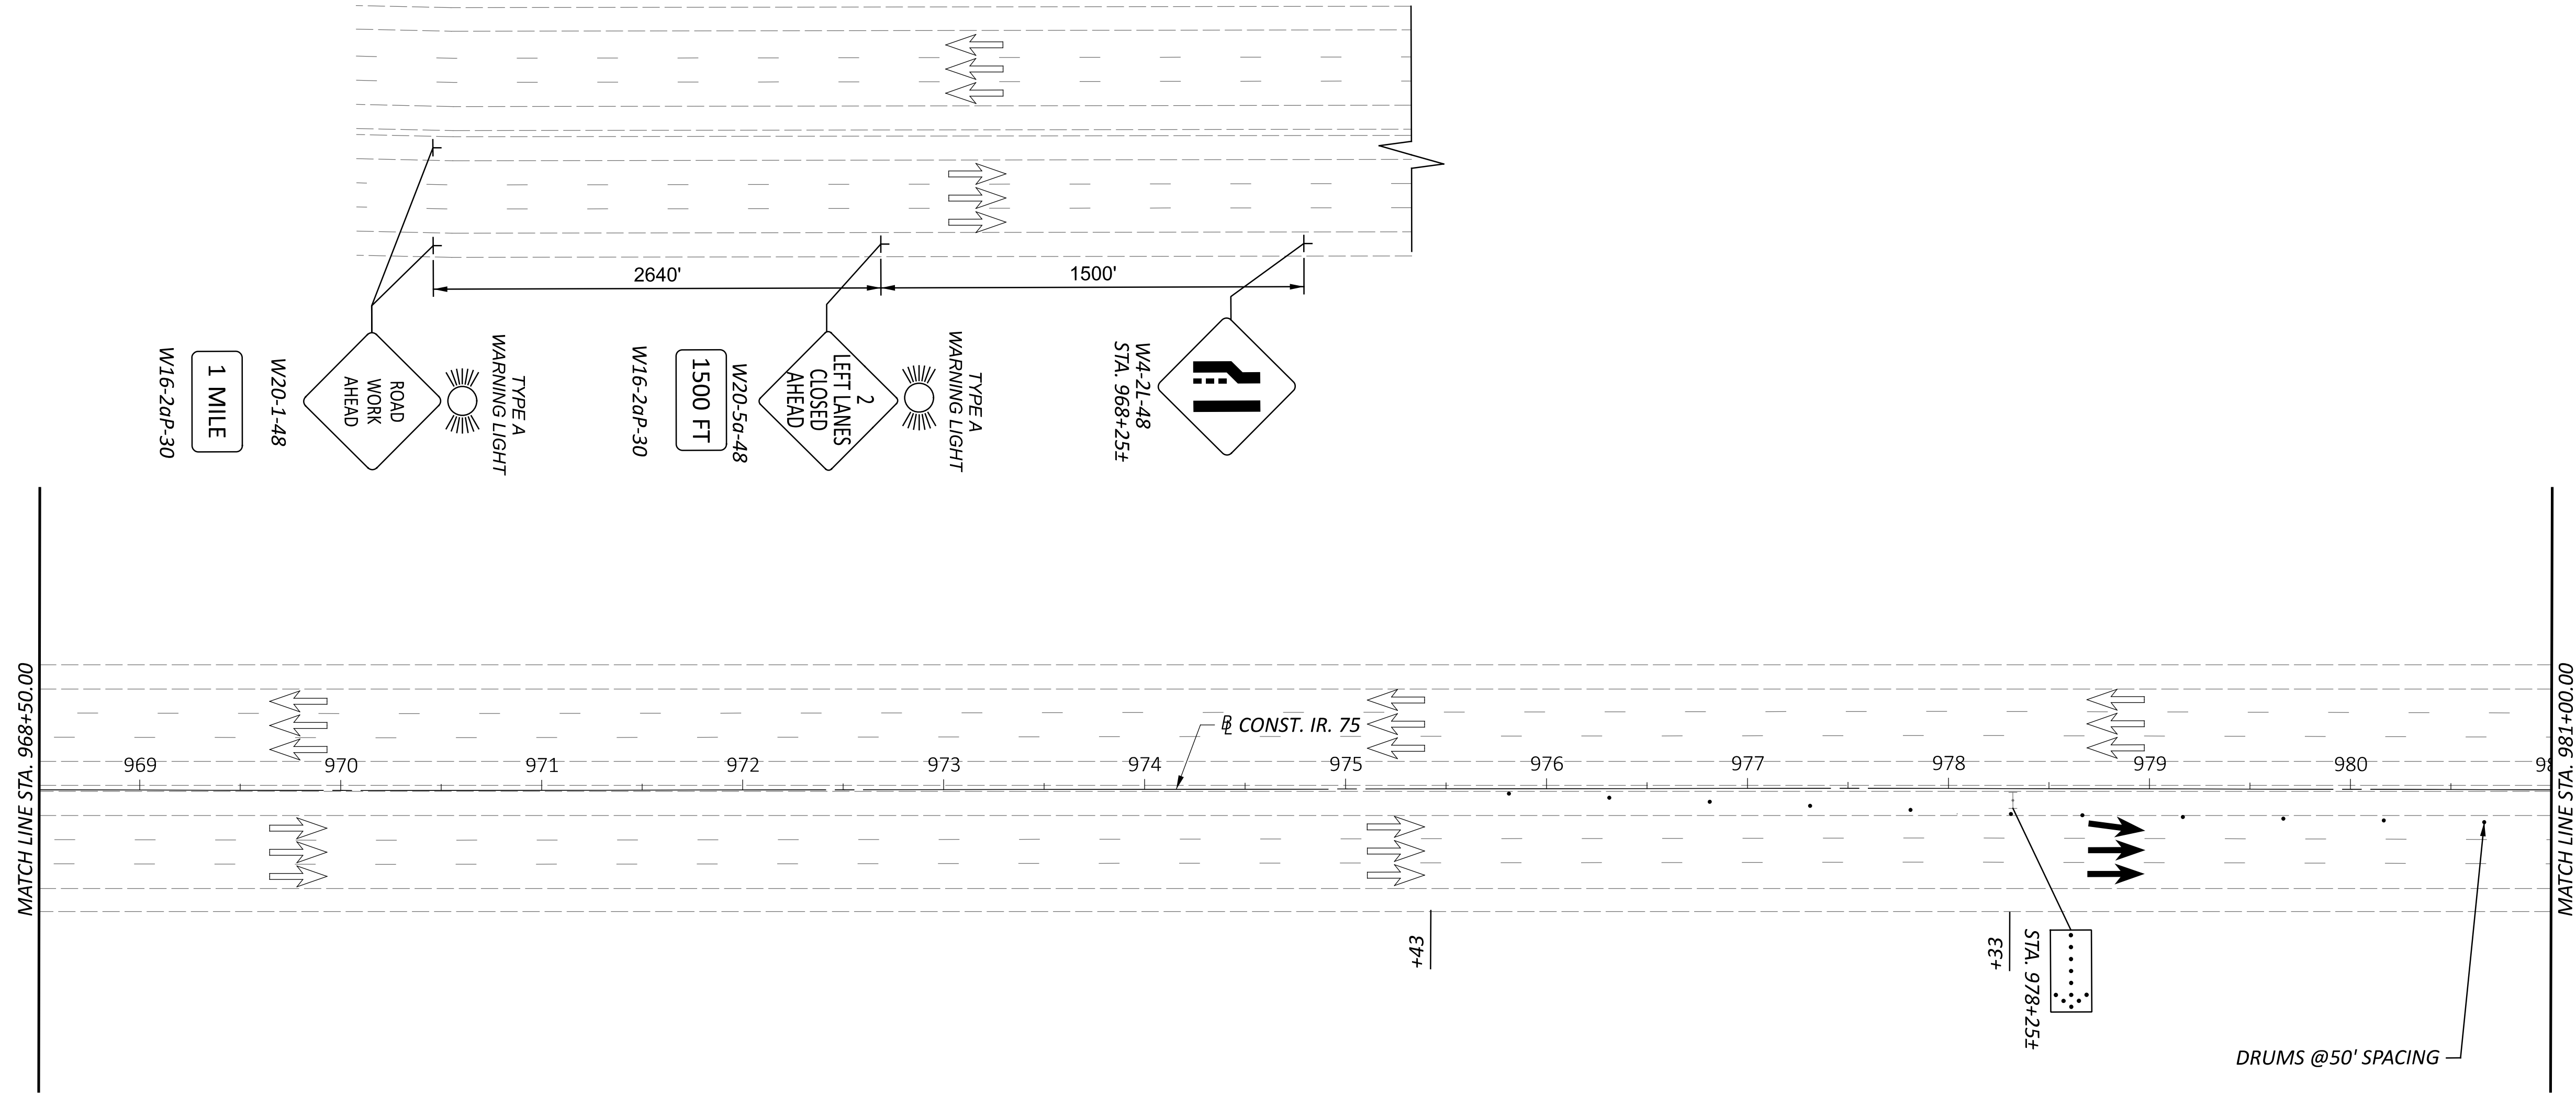 2640'
1500'
TYPE A
WARNING LIGHT
ROAD
WORK
AHEAD
W20-1-48
1 MILE
W16-2aP-30
TYPE A
WARNING LIGHT
2
LEFT LANES
CLOSED
AHEAD
W20-5a-48
1500 FT
W16-2aP-30
W4-2L-48
STA. 968+25±
MATCH LINE STA. 968+50.00
969 970 971 972 973 974 975 976 977 978 979 980
BL CONST. IR. 75
+43
+33
STA. 978+25±
DRUMS @50' SPACING
MATCH LINE STA. 981+00.00